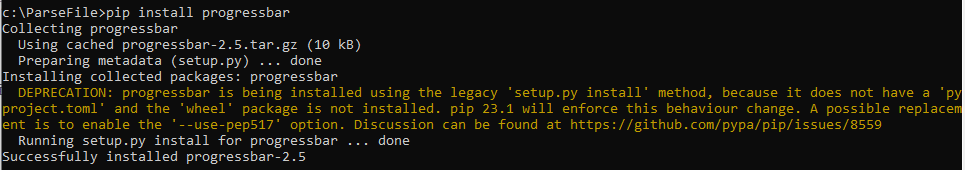 c:\ParseFile>pip install progressbar
Collecting progressbar
  Using cached progressbar-2.5.tar.gz (10 kB)
  Preparing metadata (setup.py) ... done
Installing collected packages: progressbar
  DEPRECATION: progressbar is being installed using the legacy 'setup.py install' method, because it does not have a 'py
project.toml' and the 'wheel' package is not installed. pip 23.1 will enforce this behaviour change. A possible replacem
ent is to enable the '--use-pep517' option. Discussion can be found at https://github.com/pypa/pip/issues/8559
  Running setup.py install for progressbar ... done
Successfully installed progressbar-2.5